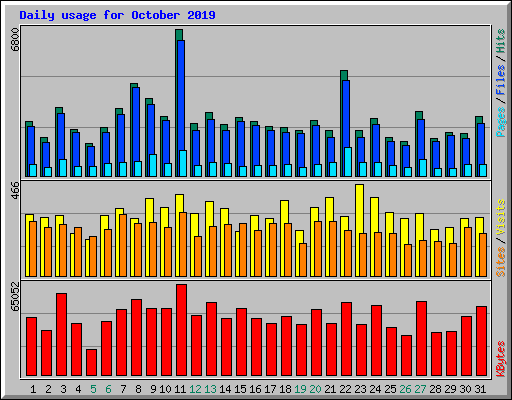 Daily usage for October 2019
6800
Pages / Files / Hits
466
Sites / Visits
65052
KBytes
1 2 3 4 5 6 7 8 9 10 11 12 13 14 15 16 17 18 19 20 21 22 23 24 25 26 27 28 29 30 31